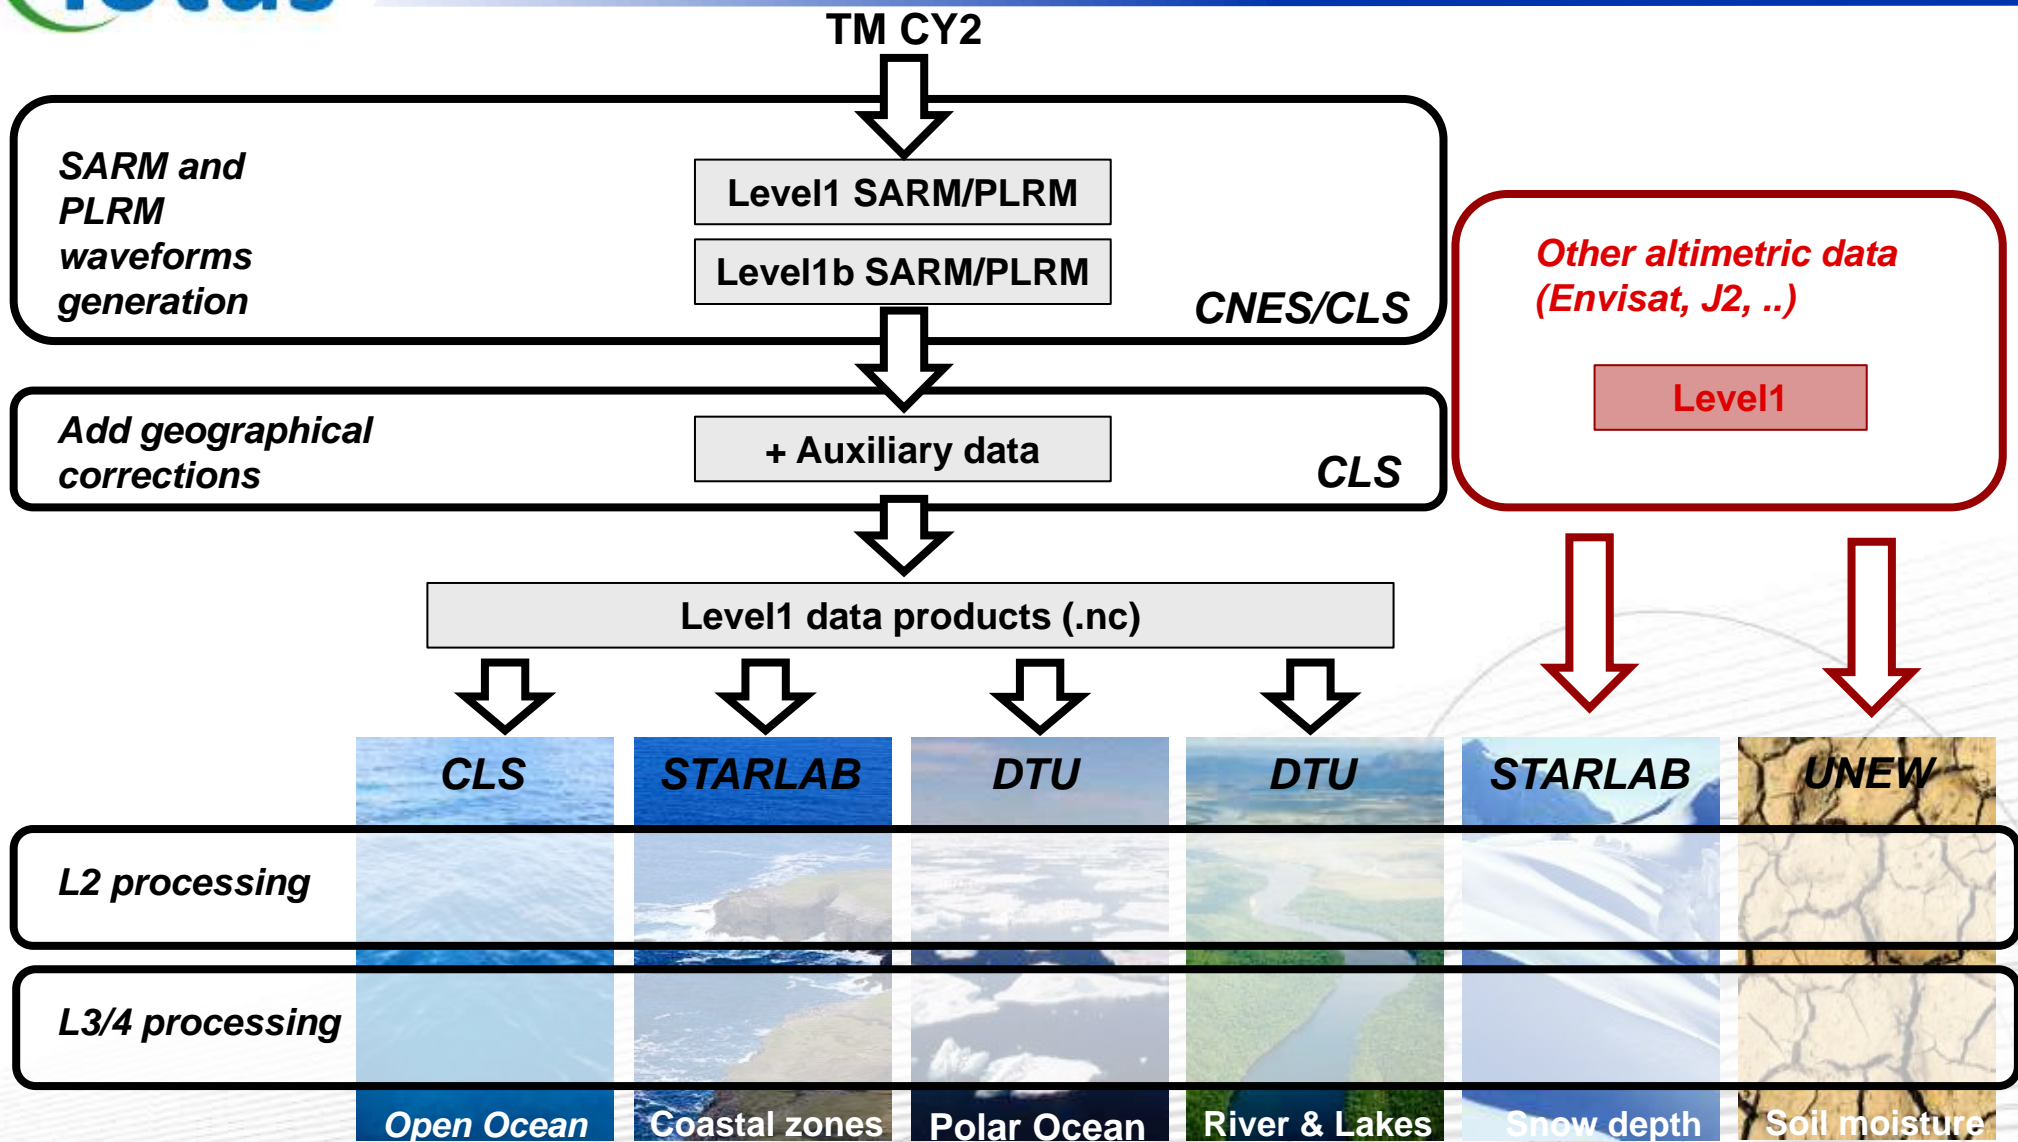 TM CY2
SARM and
PLRM
waveforms
generation
Level1 SARM/PLRM
Level1b SARM/PLRM
CNES/CLS
Other altimetric data
(Envisat, J2, ..)
Level1
Add geographical
corrections
+ Auxiliary data
CLS
Level1 data products (.nc)
CLS
STARLAB
DTU
DTU
STARLAB
UNEW
L2 processing
L3/4 processing
Open Ocean
Coastal zones
Polar Ocean
River & Lakes
Snow depth
Soil moisture